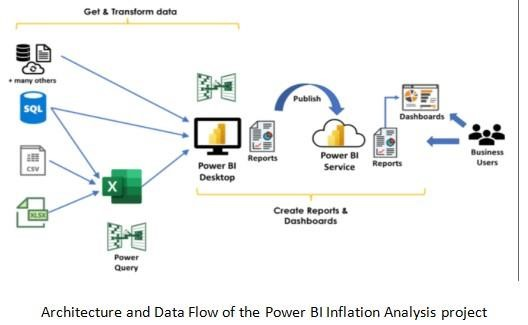 Get & Transform data
+ many others
SQL
CSV
XLSX
Power
Query
Power BI
Desktop
Reports
Publish
Power BI
Service
Dashboards
Reports
Business
Users
Create Reports &
Dashboards
Architecture and Data Flow of the Power BI Inflation Analysis project